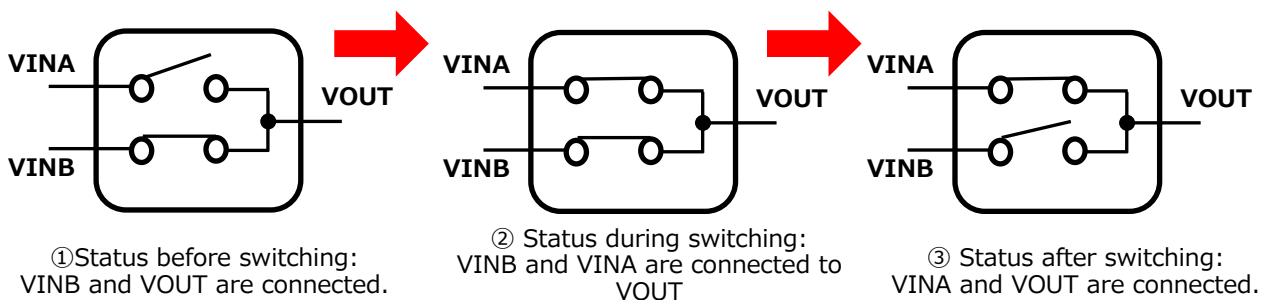 VINA
VOUT
VINB
①Status before switching:
VINB and VOUT are connected.
VINA
VOUT
VINB
② Status during switching:
VINB and VINA are connected to
VOUT
VINA
VOUT
VINB
③ Status after switching:
VINA and VOUT are connected.